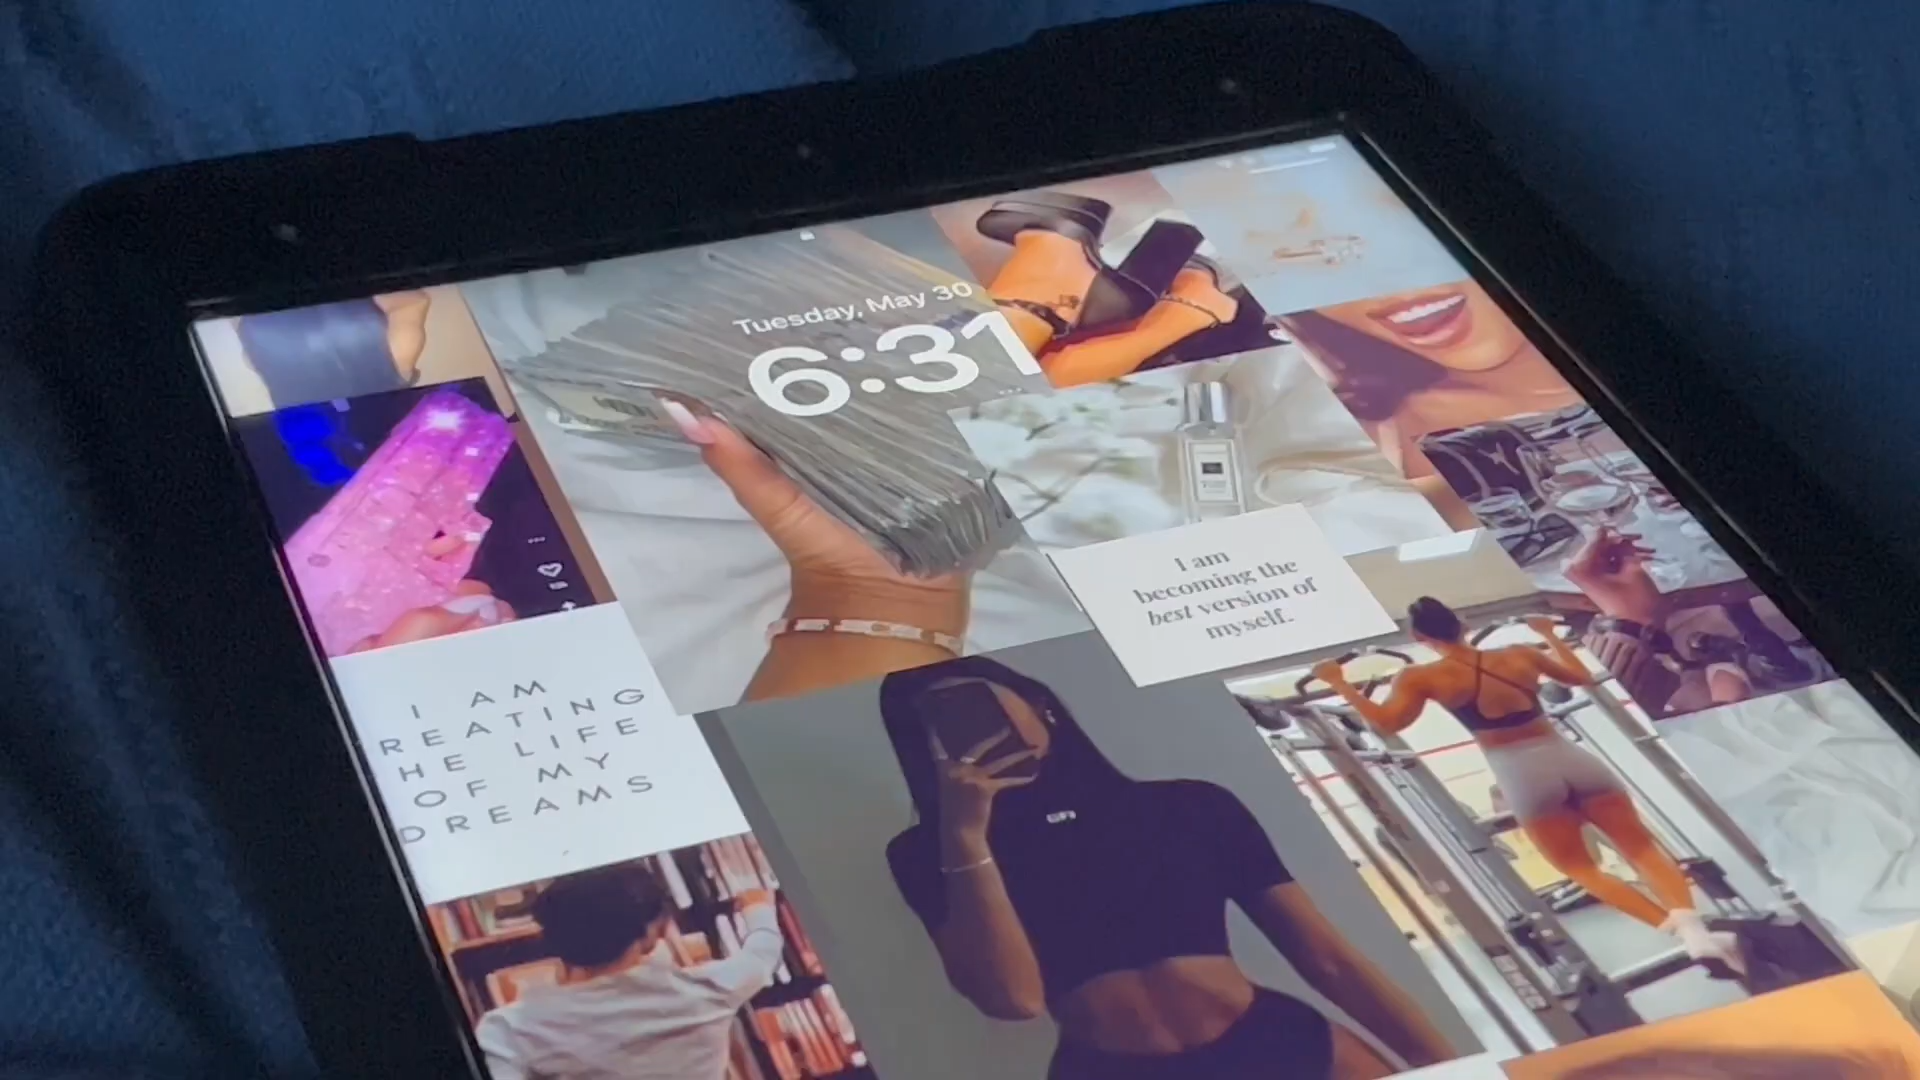 Tuesday, May 30
6:31
I am
becoming the
best version of
myself.
I AM
REATING
HE LIFE
OF MY
DREAMS